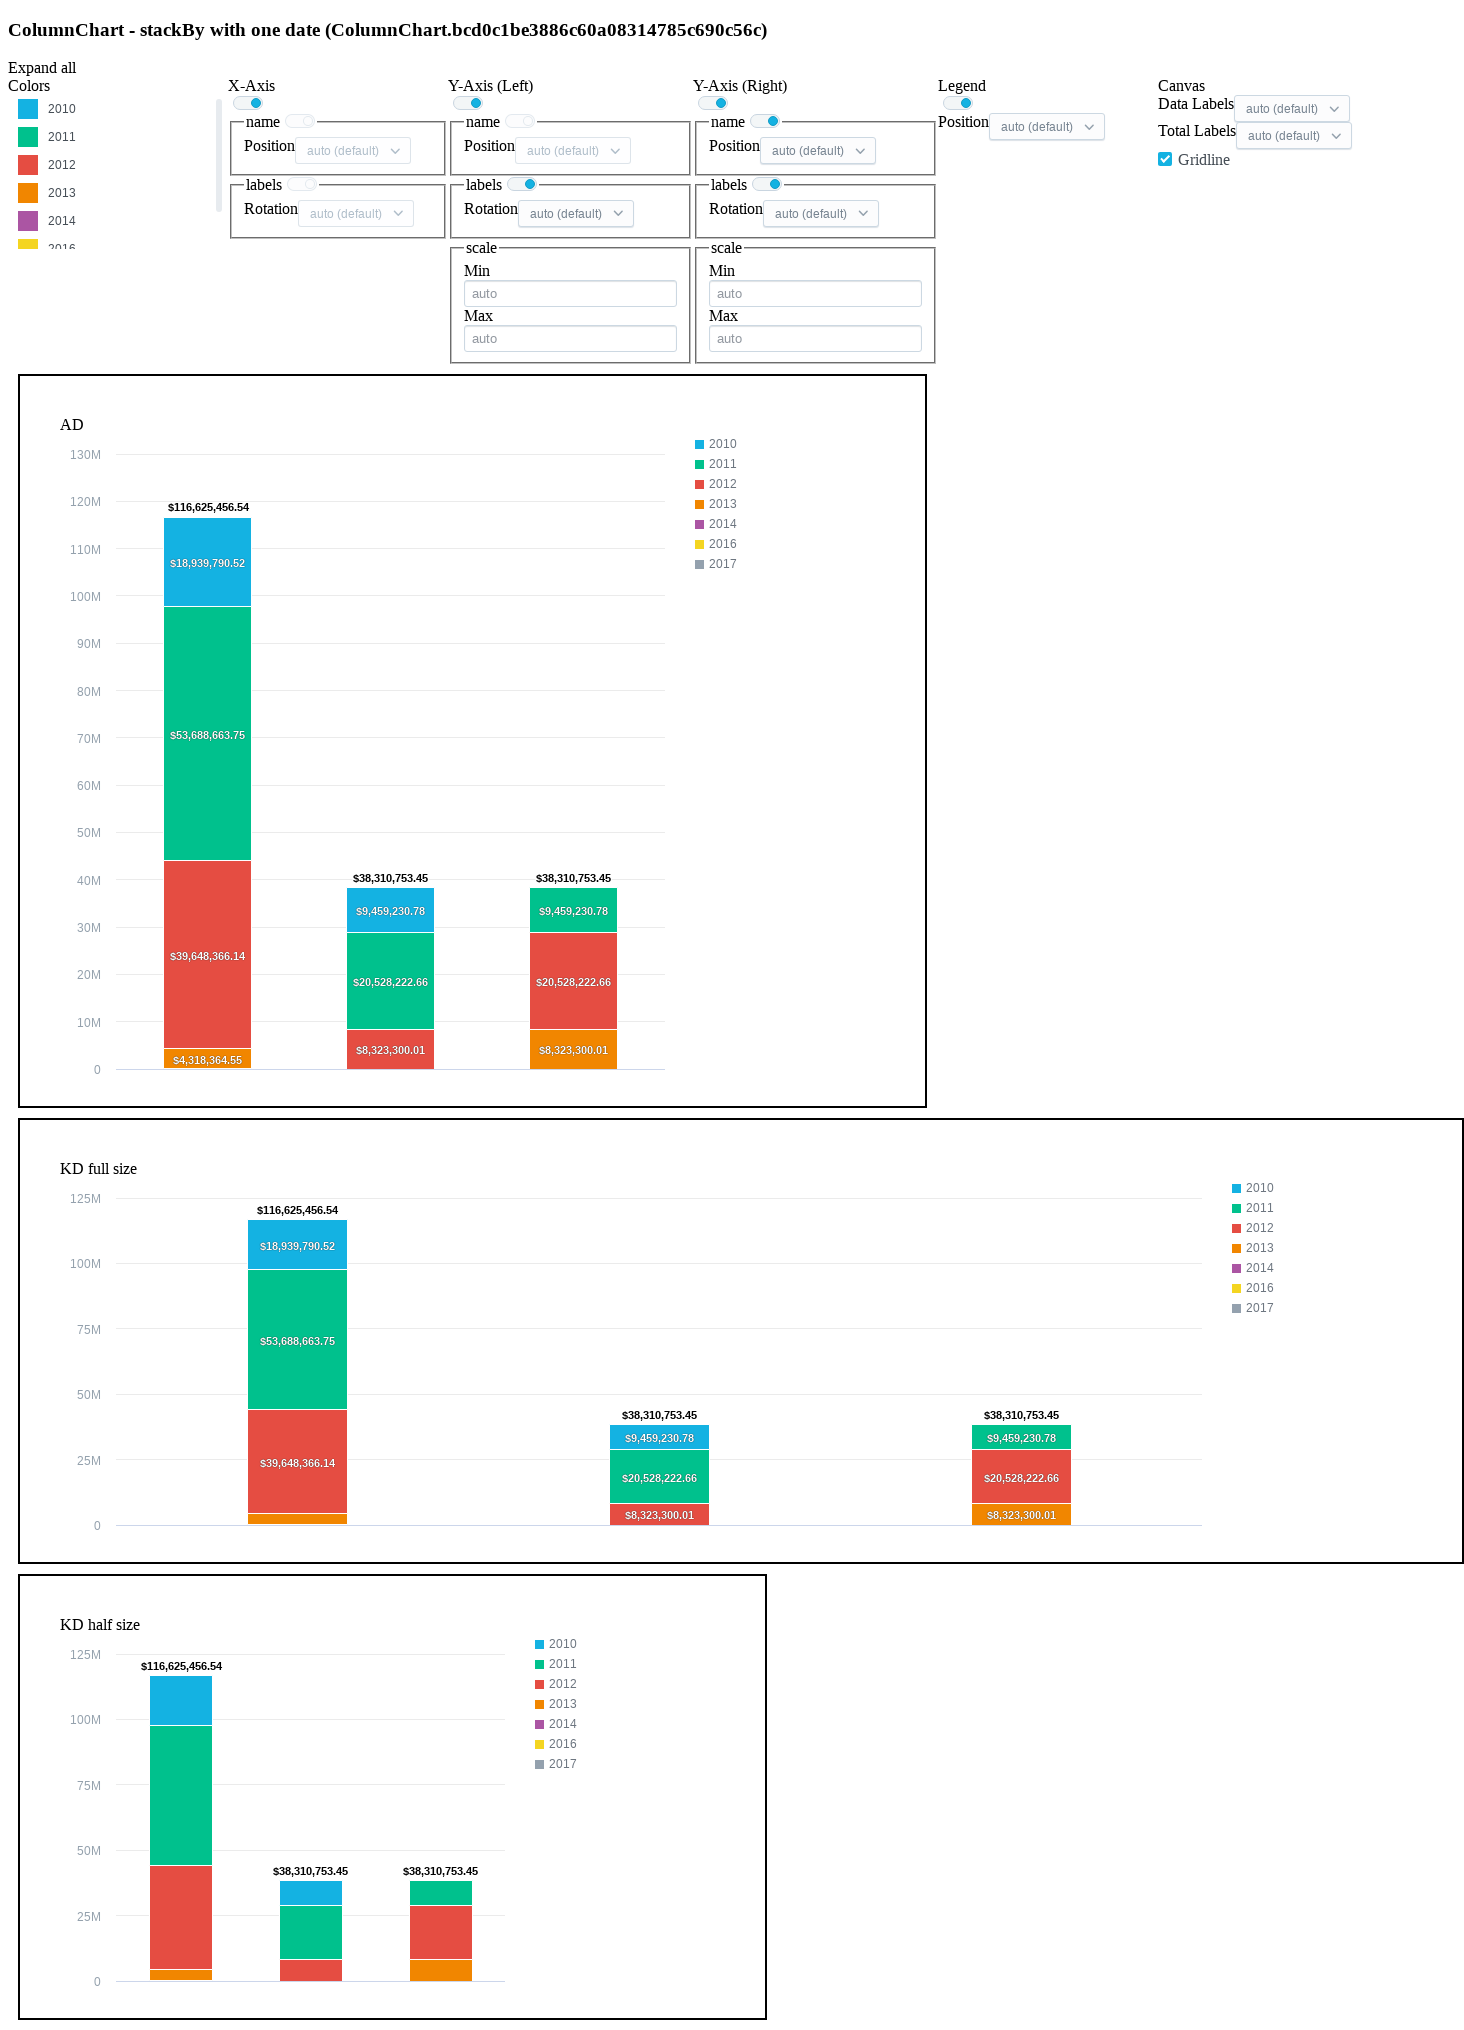 ColumnChart - stackBy with one date (ColumnChart.bcd0c1be3886c60a08314785c690c56c)
Expand all
Colors
2010
2011
2012
2013
2014
2016
X-Axis
name
Position auto (default)
labels
Rotation auto (default)
Y-Axis (Left)
name
Position auto (default)
labels
Rotation auto (default)
scale
Min
auto
Max
auto
Y-Axis (Right)
name
Position auto (default)
labels
Rotation auto (default)
scale
Min
auto
Max
auto
Legend
Position auto (default)
Canvas
Data Labels auto (default)
Total Labels auto (default)
Gridline
AD
130M
120M
110M
100M
90M
80M
70M
60M
50M
40M
30M
20M
10M
0
$116,625,456.54
$18,939,790.52
$53,688,663.75
$39,648,366.14
$4,318,364.55
$38,310,753.45
$9,459,230.78
$20,528,222.66
$8,323,300.01
$38,310,753.45
$9,459,230.78
$20,528,222.66
$8,323,300.01
2010
2011
2012
2013
2014
2016
2017
KD full size
125M
100M
75M
50M
25M
0
$116,625,456.54
$18,939,790.52
$53,688,663.75
$39,648,366.14
$38,310,753.45
$9,459,230.78
$20,528,222.66
$8,323,300.01
$38,310,753.45
$9,459,230.78
$20,528,222.66
$8,323,300.01
2010
2011
2012
2013
2014
2016
2017
KD half size
125M
100M
75M
50M
25M
0
$116,625,456.54
$38,310,753.45
$38,310,753.45
2010
2011
2012
2013
2014
2016
2017